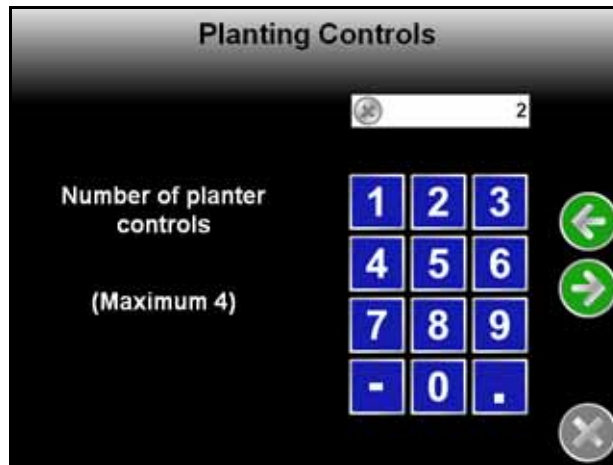 Planting Controls
2
Number of planter
controls
(Maximum 4)
1 2 3
4 5 6
7 8 9
- 0 .